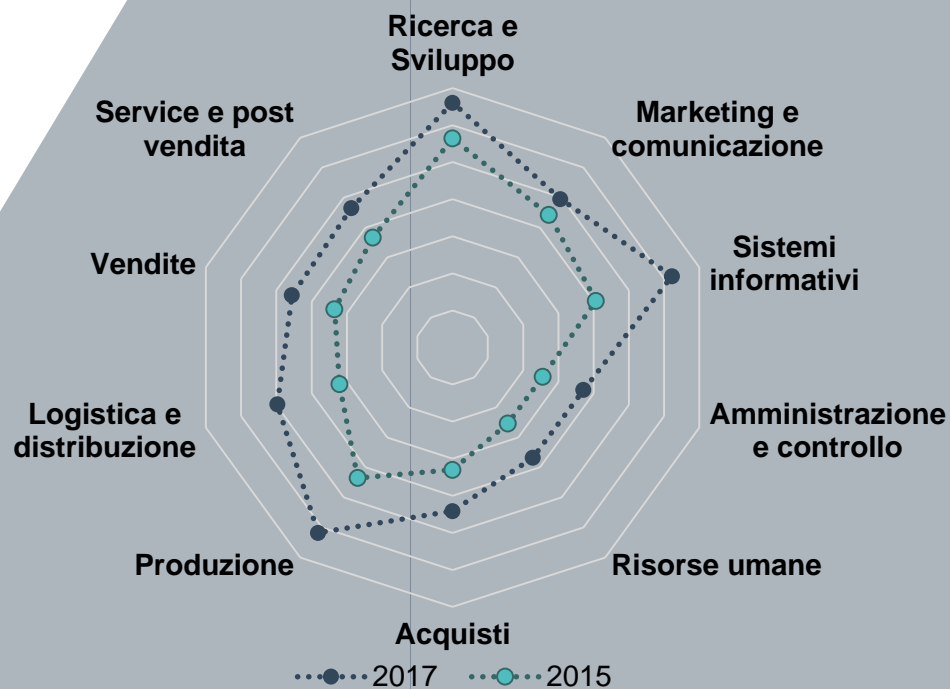 Ricerca e
Sviluppo
Service e post
vendita
Marketing e
comunicazione
Vendite
Sistemi
informativi
Logistica e
distribuzione
Amministrazione
e controllo
Produzione
Risorse umane
Acquisti
2017
2015